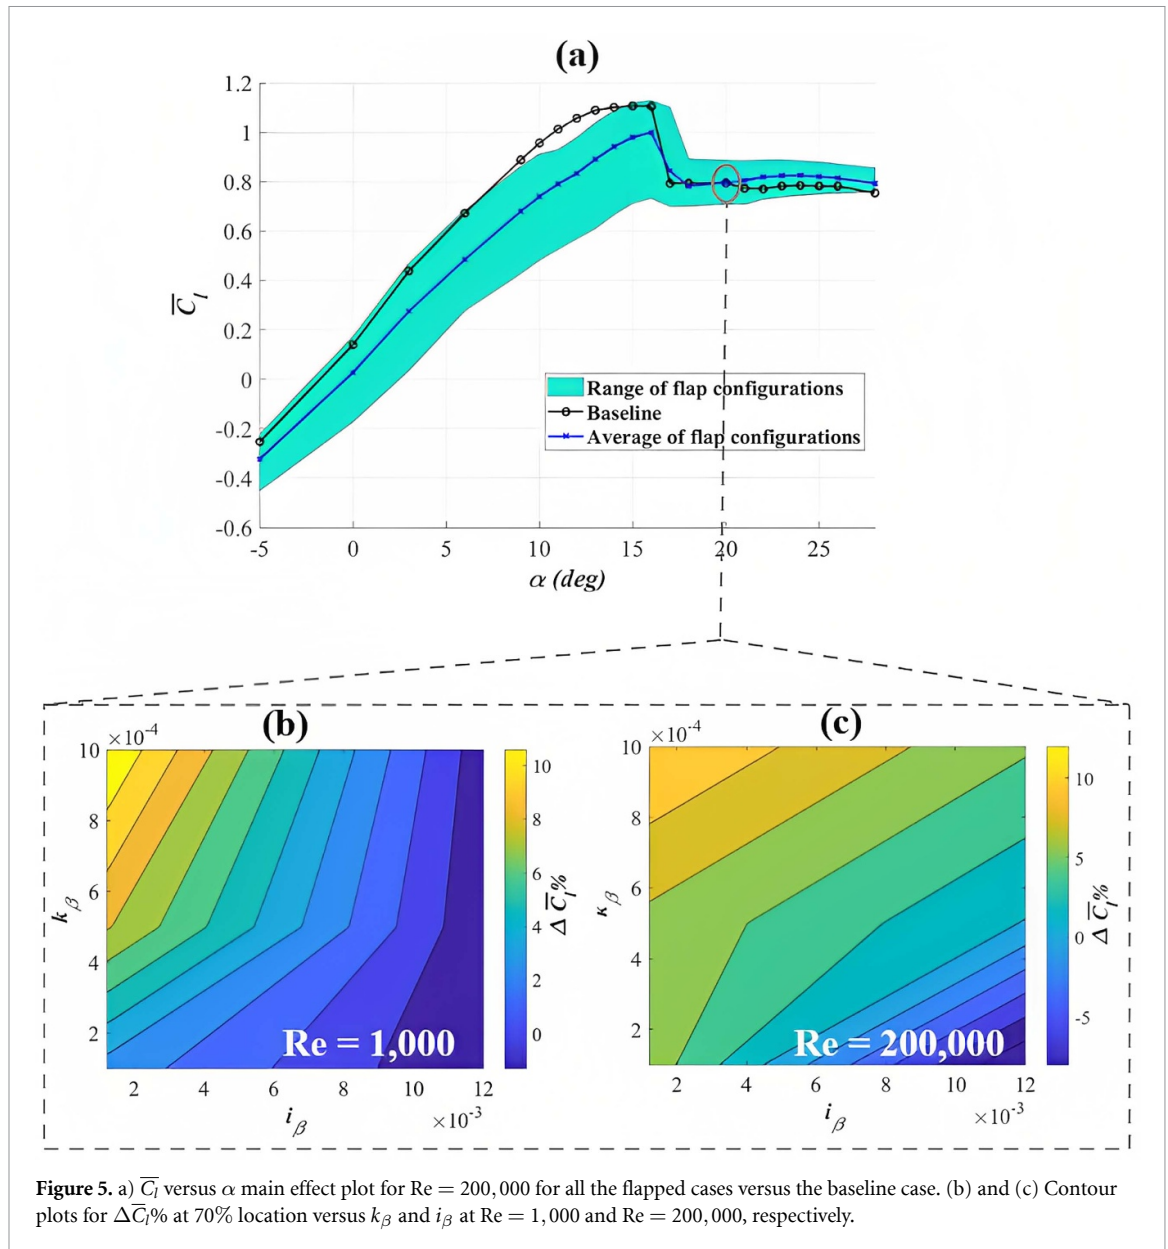 (a)
1.2
1
0.8
0.6
0.4
0.2
0
-0.2
-0.4
-0.6
C̅l
Range of flap configurations
Baseline
Average of flap configurations
-5 0 5 10 15 20 25
α (deg)
(b)
×10⁻⁴
10
8
6
4
2
kβ
Re = 1,000
2 4 6 8 10 12
×10⁻³
iβ
10
8
6
4
2
0
Δ C̅l%
(c)
×10⁻⁴
10
8
6
4
2
κβ
Re = 200,000
2 4 6 8 10 12
×10⁻³
iβ
10
5
0
-5
Δ C̅l%
Figure 5. a) C̅l versus α main effect plot for Re = 200,000 for all the flapped cases versus the baseline case. (b) and (c) Contour
plots for ΔC̅l% at 70% location versus kβ and iβ at Re = 1,000 and Re = 200,000, respectively.